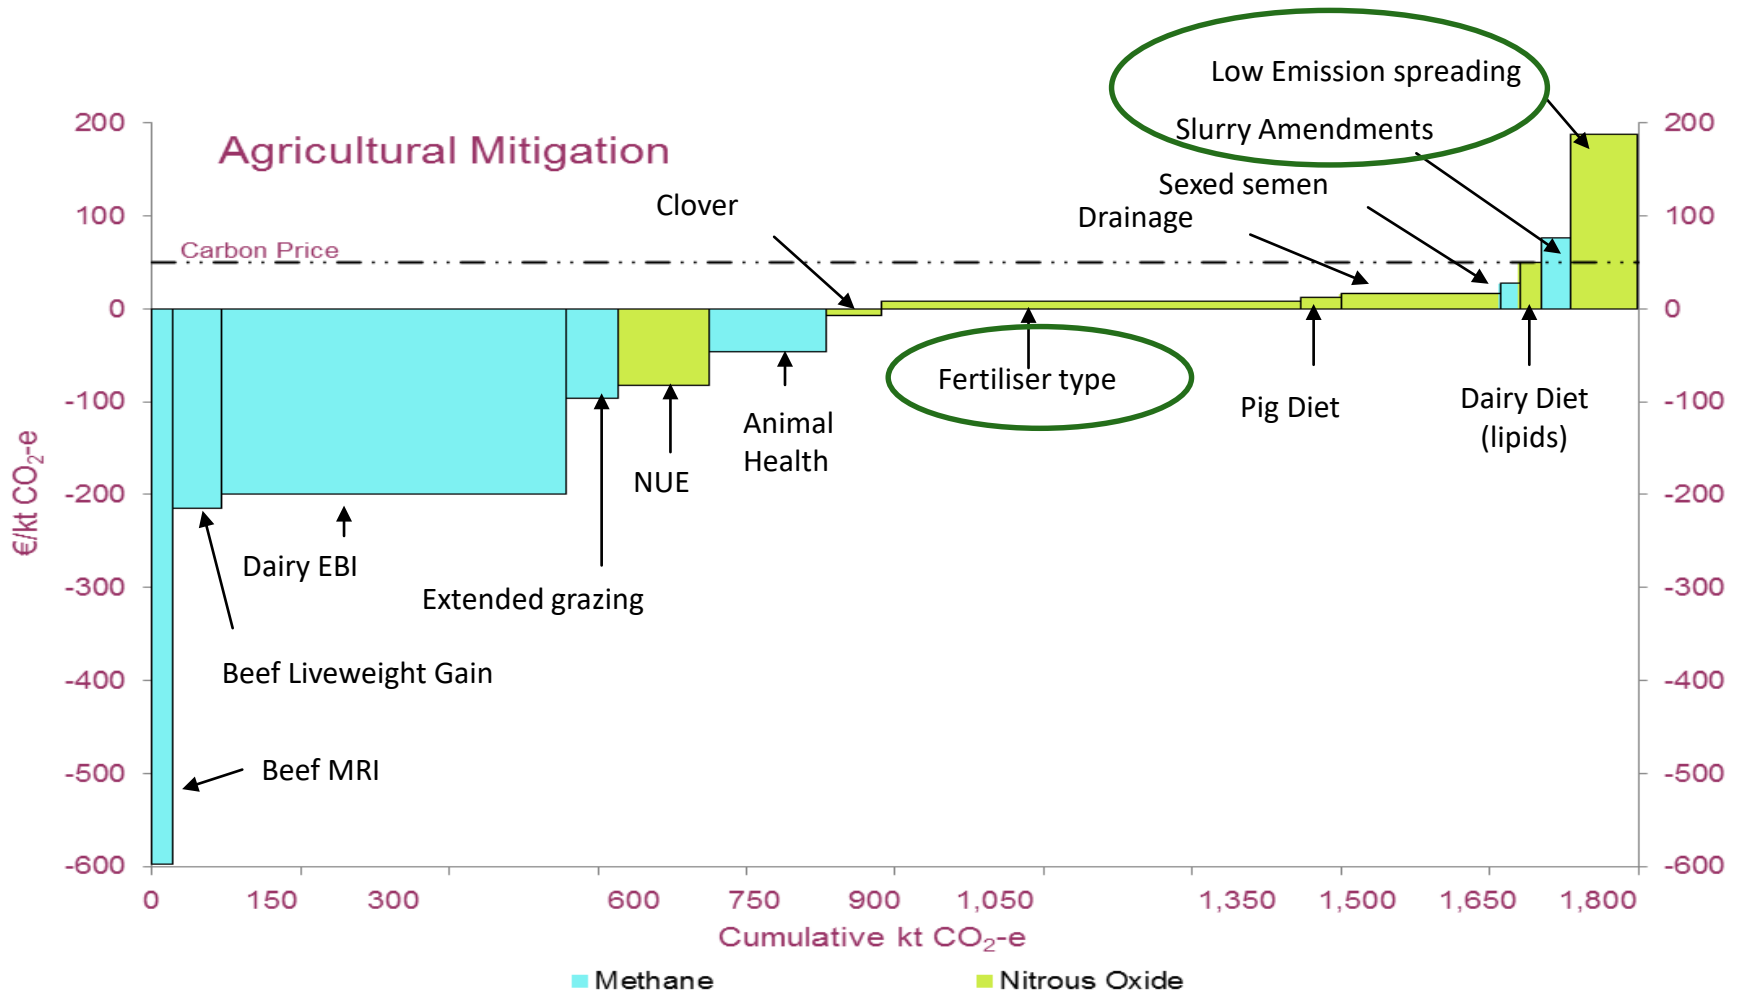 Low Emission spreading
200
200
Agricultural Mitigation
Slurry Amendments
Sexed semen
Clover
Drainage
100
100
Carbon Price
0
0
-100
-100
Fertiliser type
Pig Diet
Dairy Diet
(lipids)
Animal
Health
NUE
-200
-200
€/kt CO₂-e
Dairy EBI
-300
-300
Extended grazing
Beef Liveweight Gain
-400
-400
Beef MRI
-500
-500
-600
-600
0 150 300 600 750 900 1,050 1,350 1,500 1,650 1,800
Cumulative kt CO₂-e
Methane Nitrous Oxide